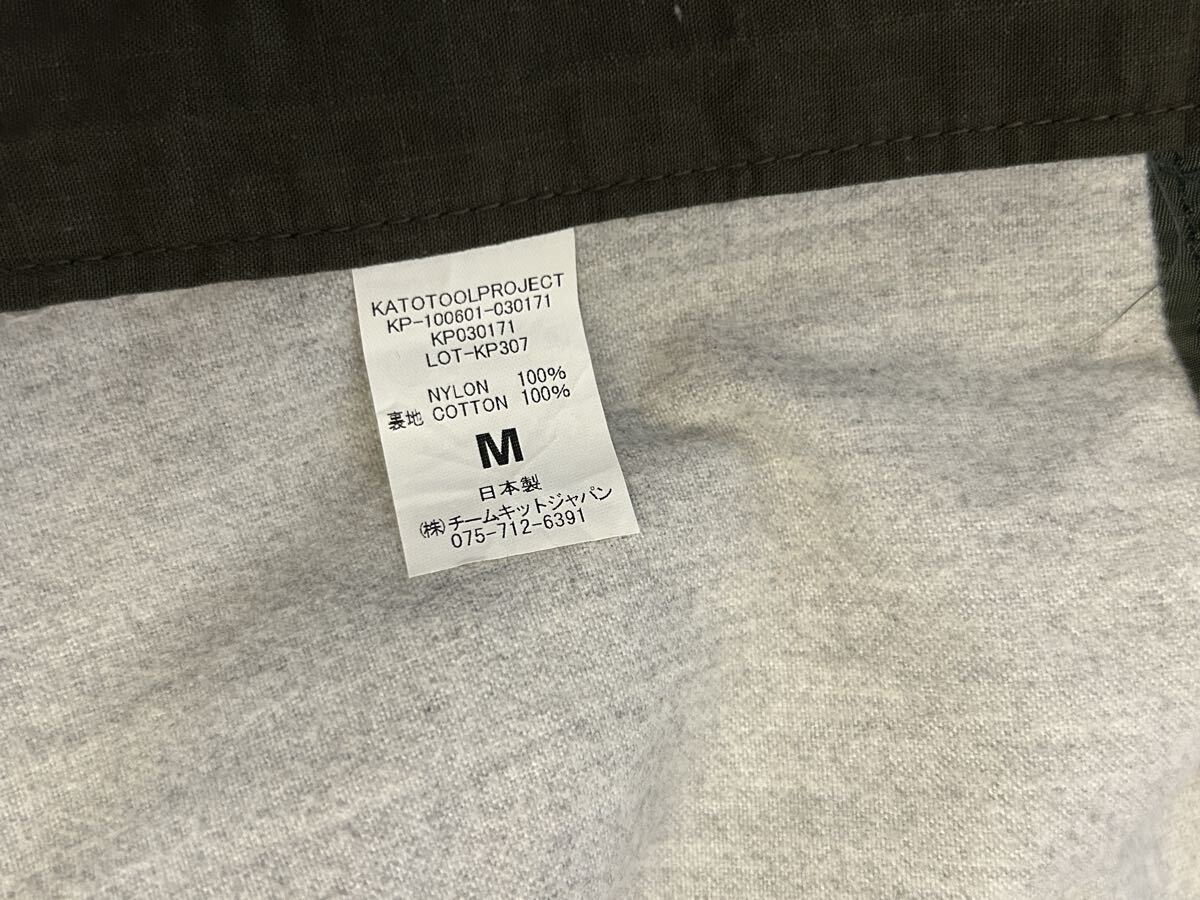 KATOTOOLPROJECT
KP-100601-030171
KP030171
LOT-KP307
NYLON 100%
裏地 COTTON 100%
M
日本製
(株)チームキットジャパン
075-712-6391